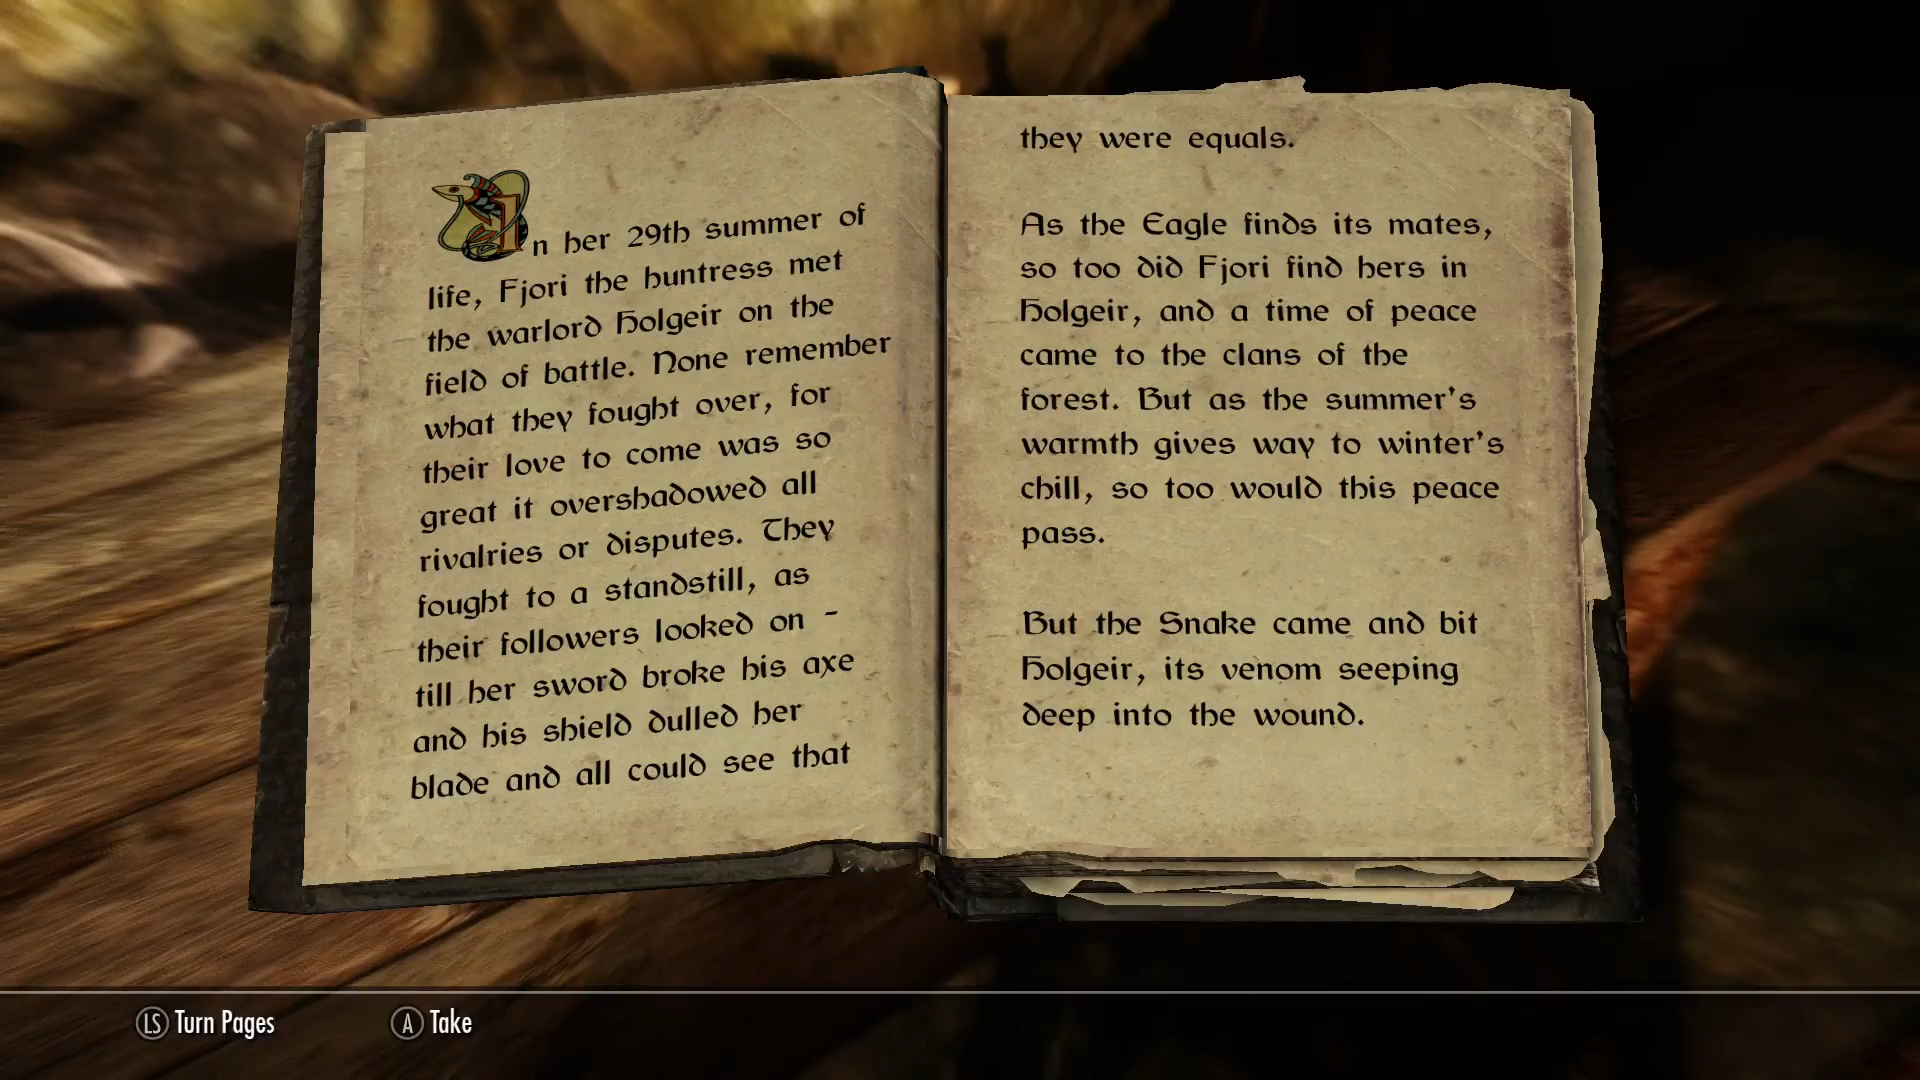 In her 29th summer of
life, Fjori the huntress met
the warlord Holgeir on the
field of battle. None remember
what they fought over, for
their love to come was so
great it overshadowed all
rivalries or disputes. They
fought to a standstill, as
their followers looked on -
till her sword broke his axe
and his shield dulled her
blade and all could see that
they were equals.
As the Eagle finds its mates,
so too did Fjori find hers in
Holgeir, and a time of peace
came to the clans of the
forest. But as the summer's
warmth gives way to winter's
chill, so too would this peace
pass.
But the Snake came and bit
Holgeir, its venom seeping
deep into the wound.
LS Turn Pages
A Take